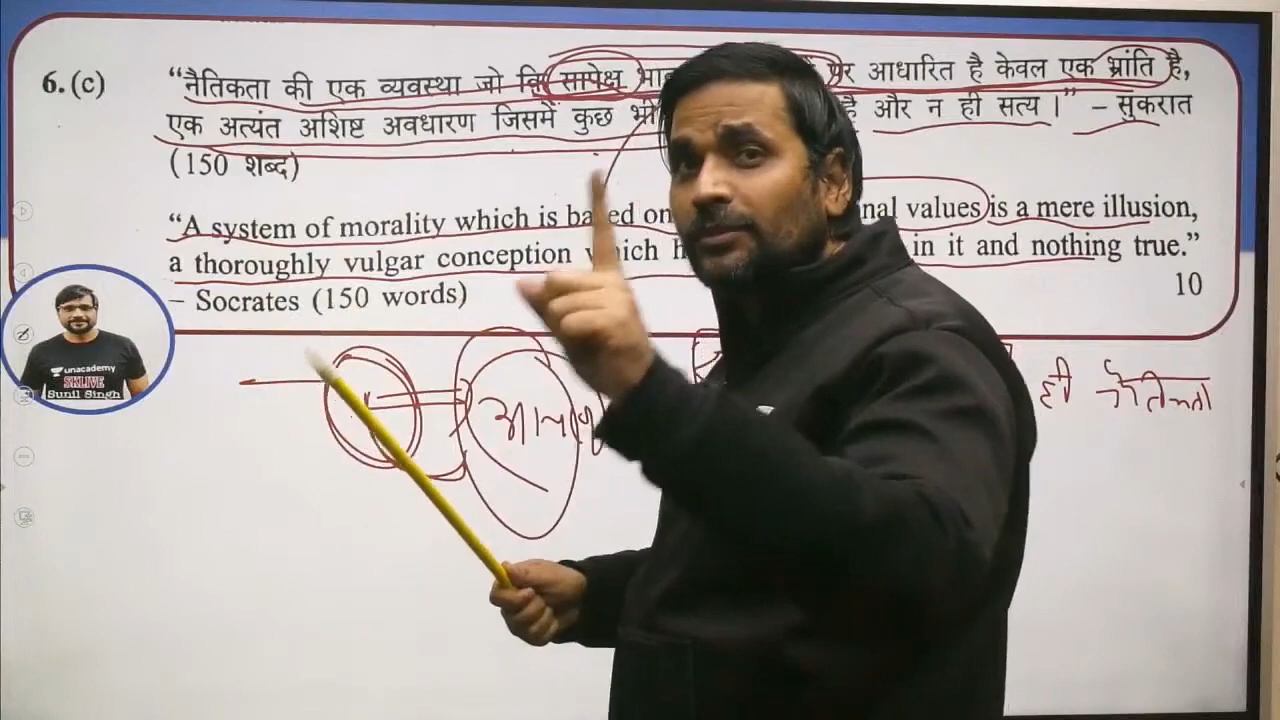 6.(c) “नैतिकता की एक व्यवस्था जो कि सापेक्ष पर आधारित है केवल एक भ्रांति है,
एक अत्यंत अशिष्ट अवधारण जिसमें कुछ भी है और न ही सत्य।” – सुकरात
(150 शब्द)
“A system of morality which is based on values is a mere illusion,
a thoroughly vulgar conception which in it and nothing true.”
– Socrates (150 words) 10
unacademy
SKLIVE
Sunil Singh
ही नैतिकता